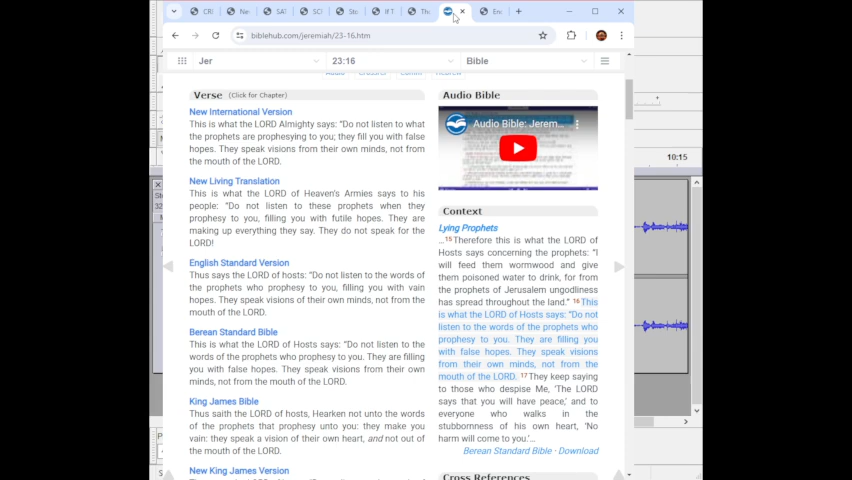 CRI
Ne
SAT
SCI
Sto
If T
Tho
Enc
biblehub.com/jeremiah/23-16.htm
Jer
23:16
Bible
Verse (Click for Chapter)
New International Version
This is what the LORD Almighty says: “Do not listen to what
the prophets are prophesying to you; they fill you with false
hopes. They speak visions from their own minds, not from
the mouth of the LORD.
New Living Translation
This is what the LORD of Heaven’s Armies says to his
people: “Do not listen to these prophets when they
prophesy to you, filling you with futile hopes. They are
making up everything they say. They do not speak for the
LORD!
English Standard Version
Thus says the LORD of hosts: “Do not listen to the words of
the prophets who prophesy to you, filling you with vain
hopes. They speak visions of their own minds, not from the
mouth of the LORD.
Berean Standard Bible
This is what the LORD of Hosts says: “Do not listen to the
words of the prophets who prophesy to you. They are filling
you with false hopes. They speak visions from their own
minds, not from the mouth of the LORD.
King James Bible
Thus saith the LORD of hosts, Hearken not unto the words
of the prophets that prophesy unto you: they make you
vain: they speak a vision of their own heart, and not out of
the mouth of the LORD.
New King James Version
Audio Bible
Audio Bible: Jerem...
Context
Lying Prophets
...15Therefore this is what the LORD of
Hosts says concerning the prophets: “I
will feed them wormwood and give
them poisoned water to drink, for from
the prophets of Jerusalem ungodliness
has spread throughout the land.” 16This
is what the LORD of Hosts says: “Do not
listen to the words of the prophets who
prophesy to you. They are filling you
with false hopes. They speak visions
from their own minds, not from the
mouth of the LORD. 17They keep saying
to those who despise Me, ‘The LORD
says that you will have peace,’ and to
everyone who walks in the
stubbornness of his own heart, ‘No
harm will come to you.’...
Berean Standard Bible · Download
Cross References
10:15